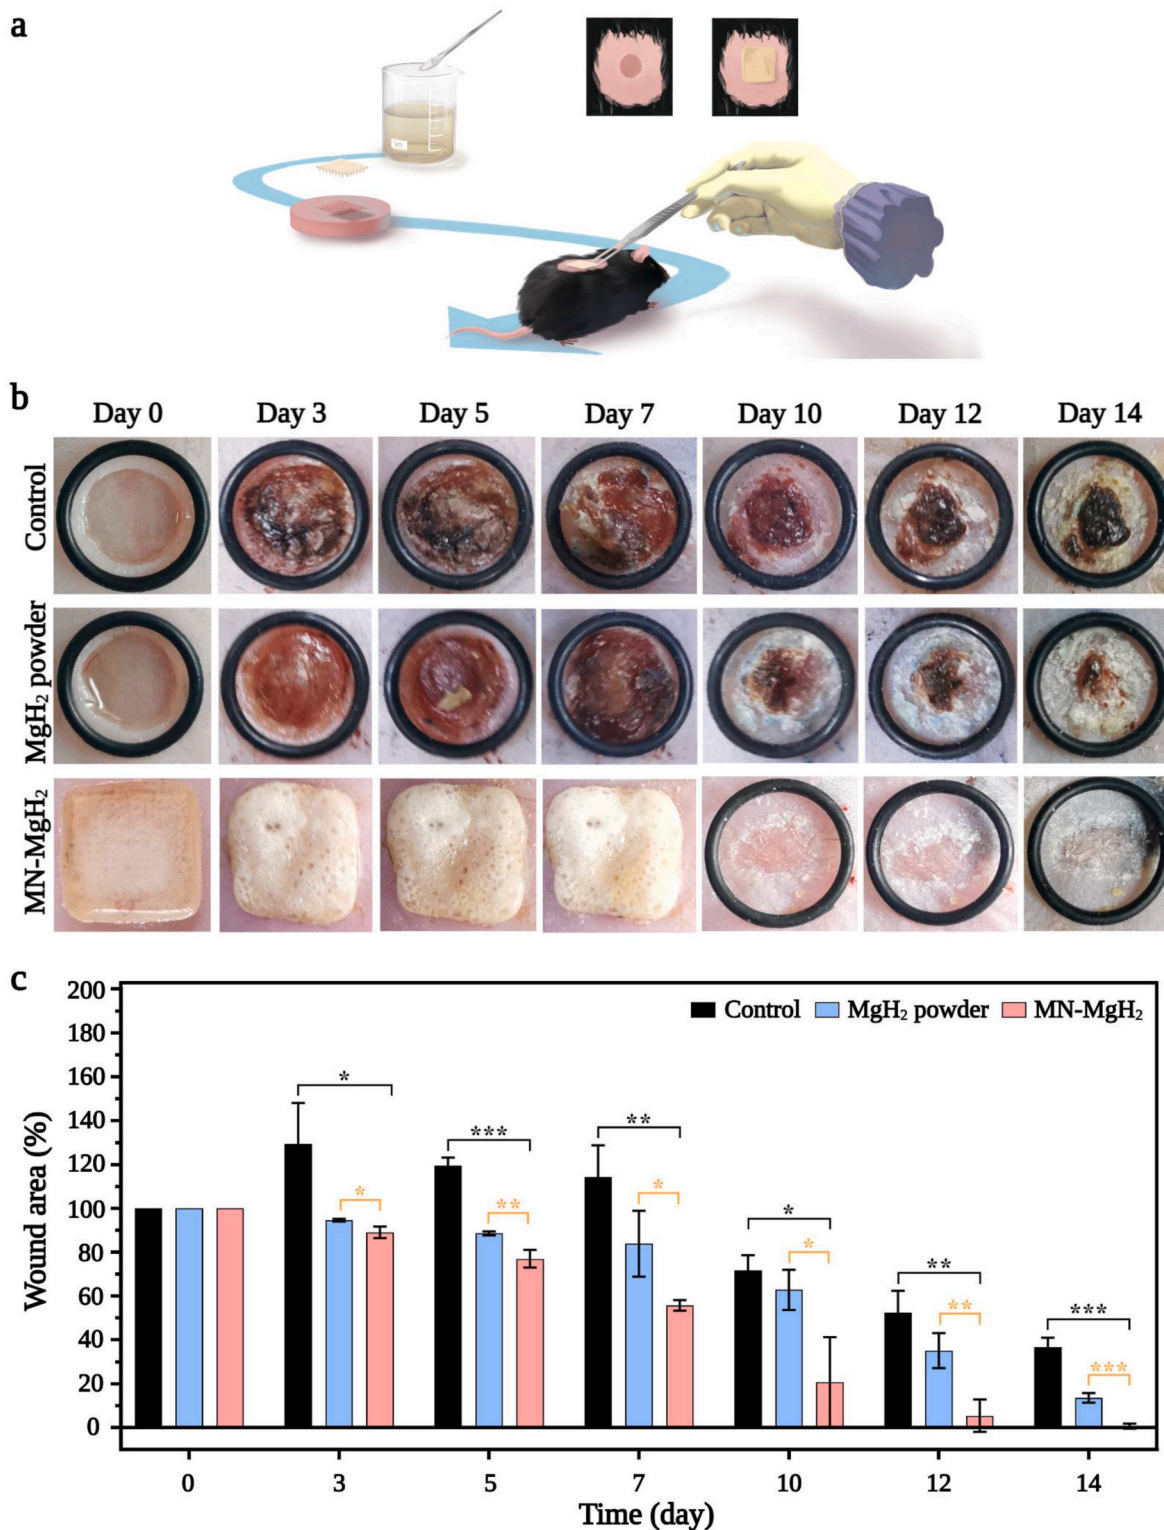 a
b
Day 0 Day 3 Day 5 Day 7 Day 10 Day 12 Day 14
Control
MgH₂ powder
MN-MgH₂
c
Control MgH₂ powder MN-MgH₂
Wound area (%)
200
180
160
140
120
100
80
60
40
20
0
*
***
**
*
**
***
*
**
*
*
**
***
0 3 5 7 10 12 14
Time (day)